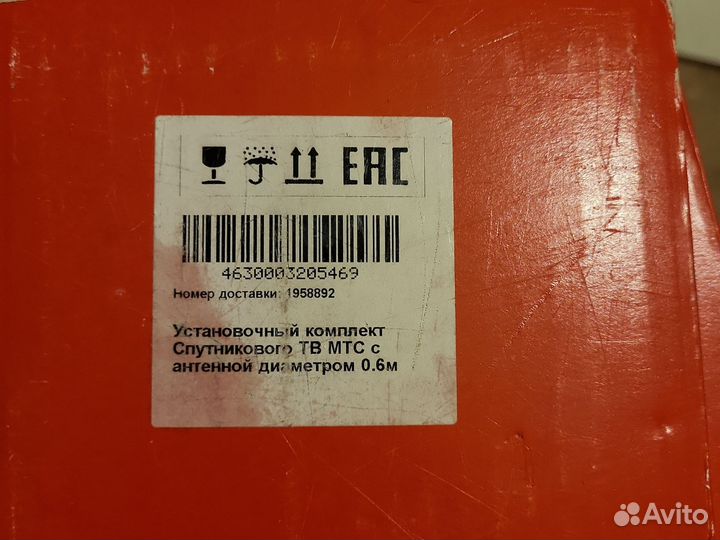 EAC
4630003205469
Номер доставки: 1958892
Установочный комплект
Спутникового ТВ МТС с
антенной диаметром 0.6м
Avito